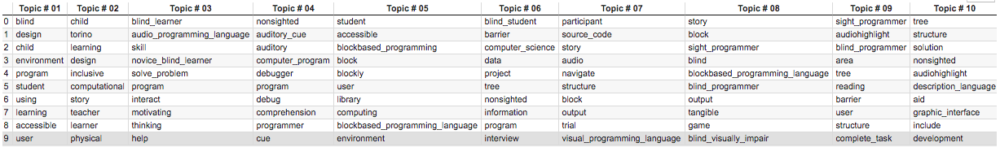 Topic # 01 Topic # 02 Topic # 03 Topic # 04 Topic # 05 Topic # 06 Topic # 07 Topic # 08 Topic # 09 Topic # 10
0 blind child blind_learner nonsighted student blind_student participant story sight_programmer tree
1 design torino audio_programming_language auditory_cue accessible barrier source_code block audiohighlight structure
2 child learning skill auditory blockbased_programming computer_science story sight_programmer blind_programmer solution
3 environment design novice_blind_learner computer_program block data audio blind area nonsighted
4 program inclusive solve_problem debugger blockly project navigate blockbased_programming_language tree audiohighlight
5 student computational program program user tree structure blind_programmer reading description_language
6 using story interact debug library nonsighted block output barrier aid
7 learning teacher motivating comprehension computing information output tangible user graphic_interface
8 accessible learner thinking programmer blockbased_programming_language program trial game structure include
9 user physical help cue environment interview visual_programming_language blind_visually_impair complete_task development